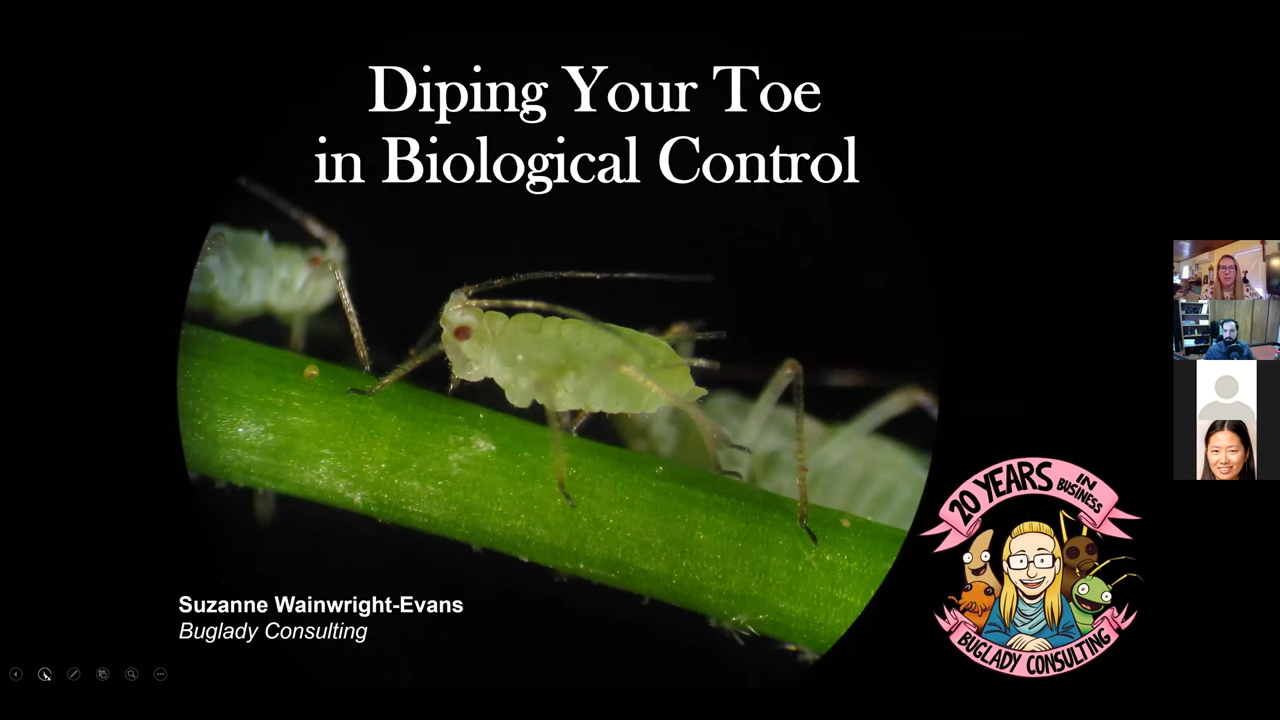 Diping Your Toe
in Biological Control
Suzanne Wainwright-Evans
Buglady Consulting
20 YEARS IN BUSINESS
BUGLADY CONSULTING